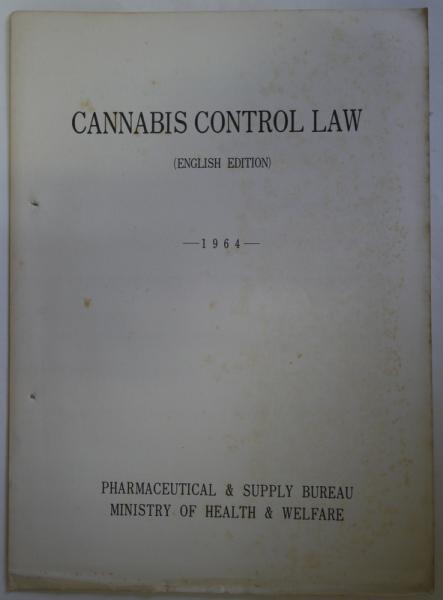 CANNABIS CONTROL LAW
(ENGLISH EDITION)
—1964—
PHARMACEUTICAL & SUPPLY BUREAU
MINISTRY OF HEALTH & WELFARE